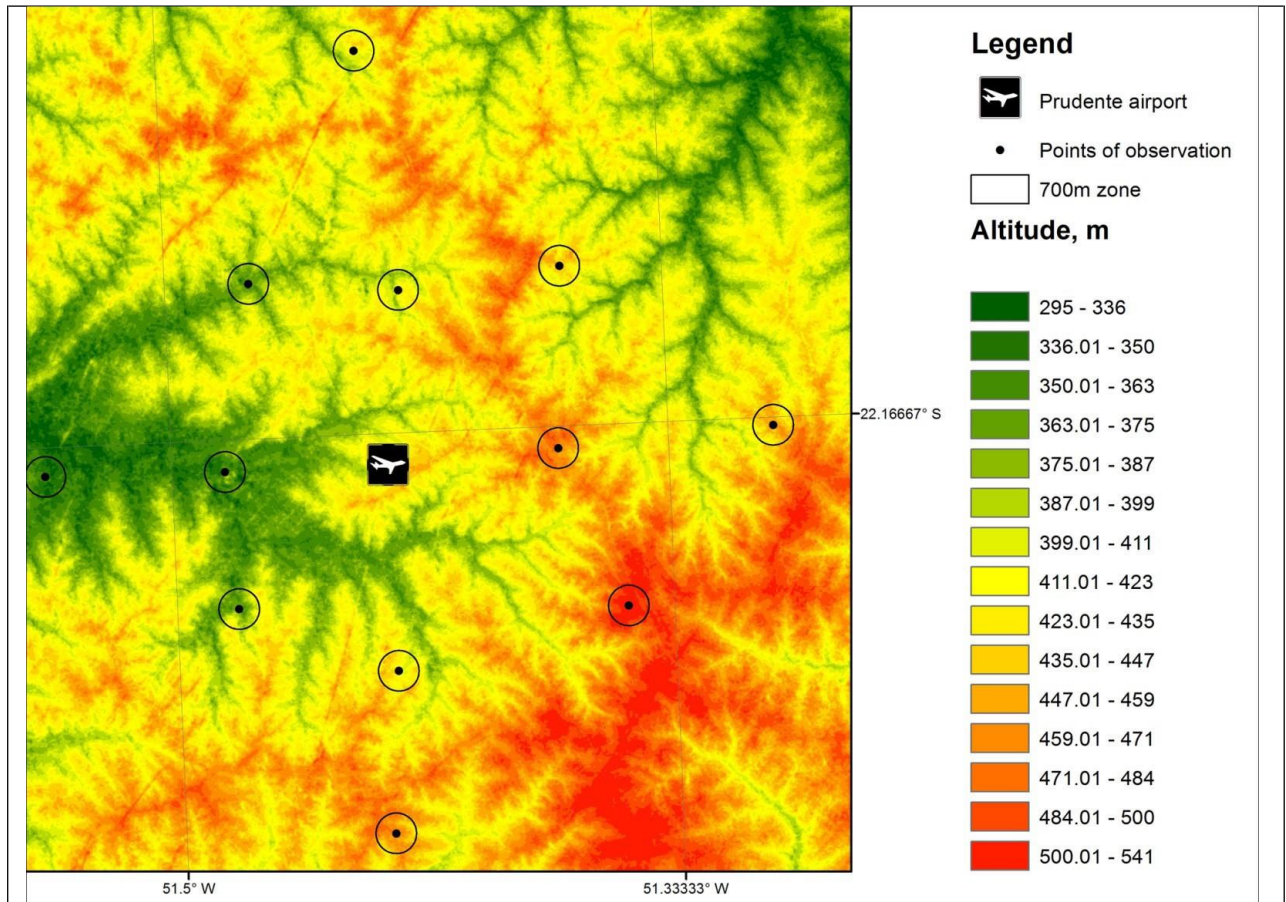 Legend
Prudente airport
Points of observation
700m zone
Altitude, m
295 - 336
336.01 - 350
350.01 - 363
363.01 - 375
375.01 - 387
387.01 - 399
399.01 - 411
411.01 - 423
423.01 - 435
435.01 - 447
447.01 - 459
459.01 - 471
471.01 - 484
484.01 - 500
500.01 - 541
22.16667° S
51.5° W
51.33333° W